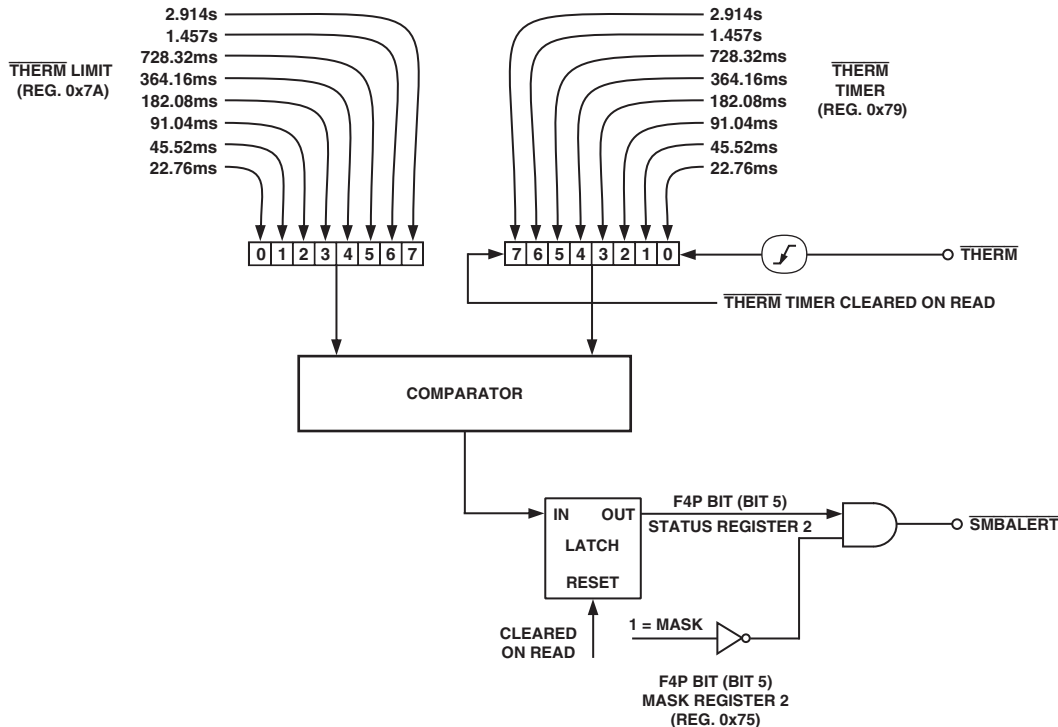 2.914s
1.457s
728.32ms
364.16ms
182.08ms
91.04ms
45.52ms
22.76ms
THERM LIMIT
(REG. 0x7A)
2.914s
1.457s
728.32ms
364.16ms
182.08ms
91.04ms
45.52ms
22.76ms
THERM
TIMER
(REG. 0x79)
0 1 2 3 4 5 6 7
7 6 5 4 3 2 1 0
THERM
THERM TIMER CLEARED ON READ
COMPARATOR
IN OUT
LATCH
RESET
F4P BIT (BIT 5)
STATUS REGISTER 2
SMBALERT
CLEARED
ON READ
1 = MASK
F4P BIT (BIT 5)
MASK REGISTER 2
(REG. 0x75)